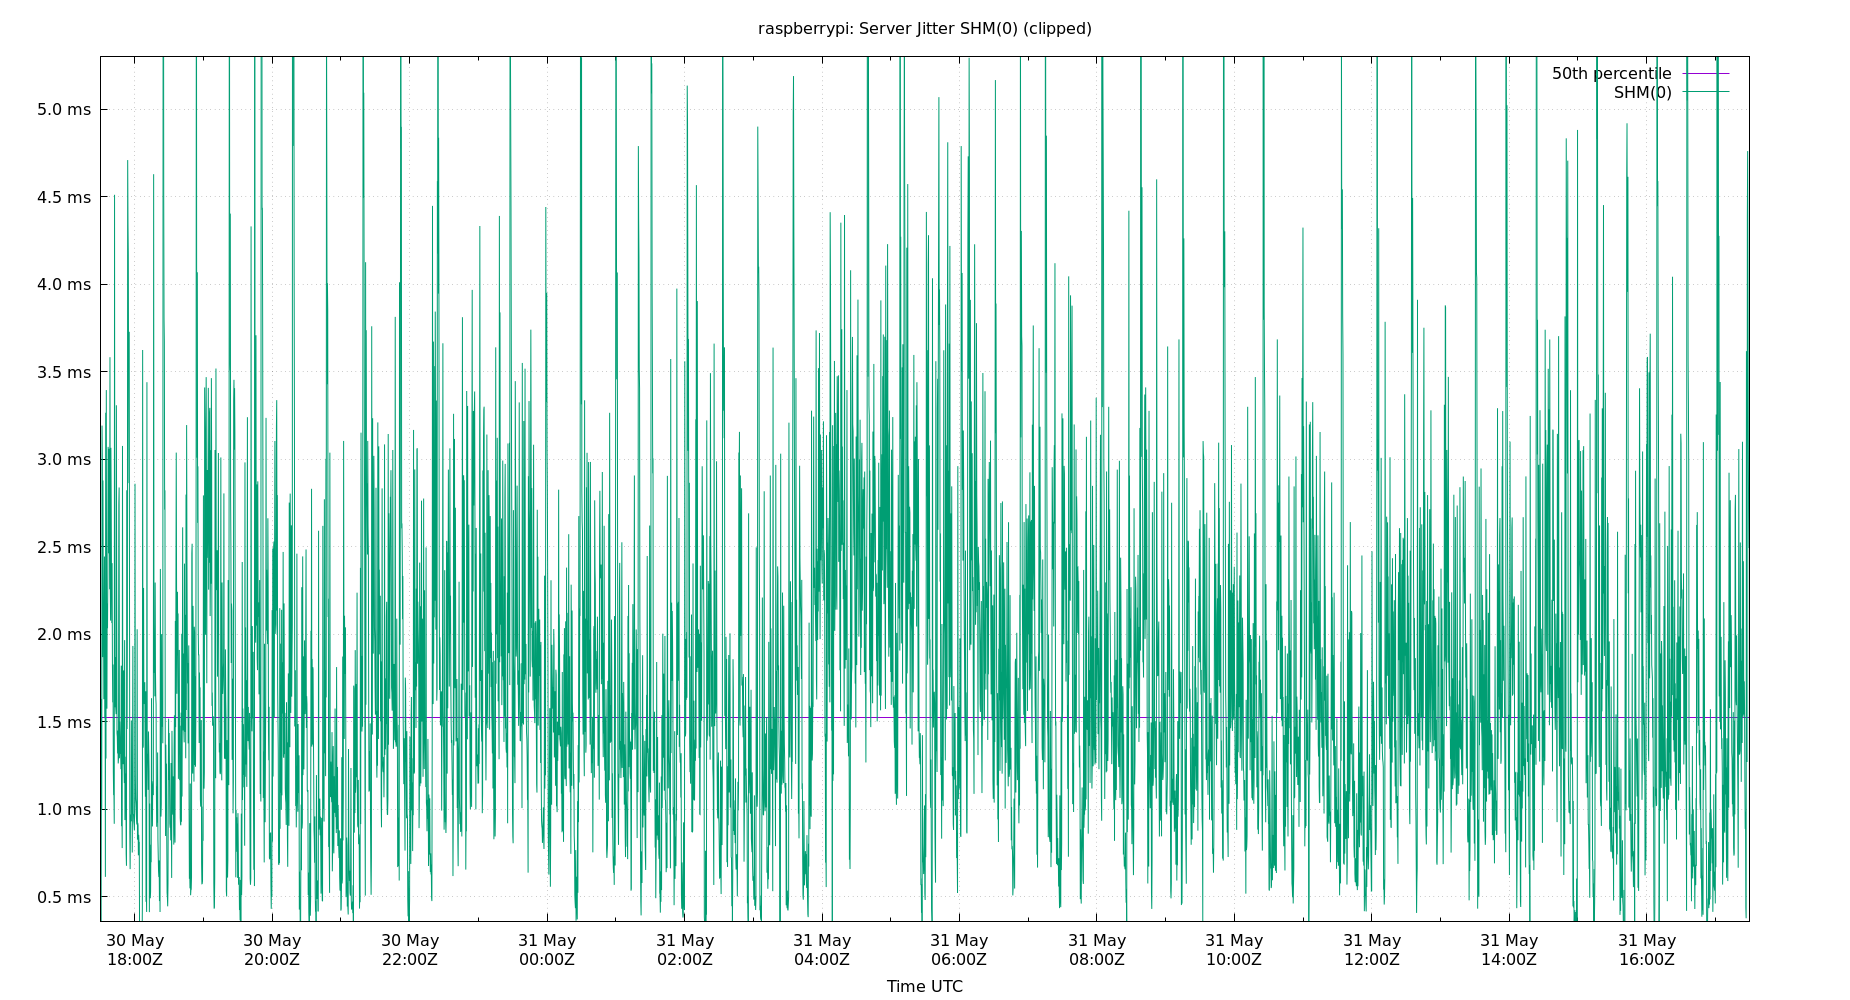 raspberrypi: Server Jitter SHM(0) (clipped)
50th percentile
SHM(0)
5.0 ms
4.5 ms
4.0 ms
3.5 ms
3.0 ms
2.5 ms
2.0 ms
1.5 ms
1.0 ms
0.5 ms
30 May 30 May 30 May 31 May 31 May 31 May 31 May 31 May 31 May 31 May 31 May 31 May
18:00Z 20:00Z 22:00Z 00:00Z 02:00Z 04:00Z 06:00Z 08:00Z 10:00Z 12:00Z 14:00Z 16:00Z
Time UTC